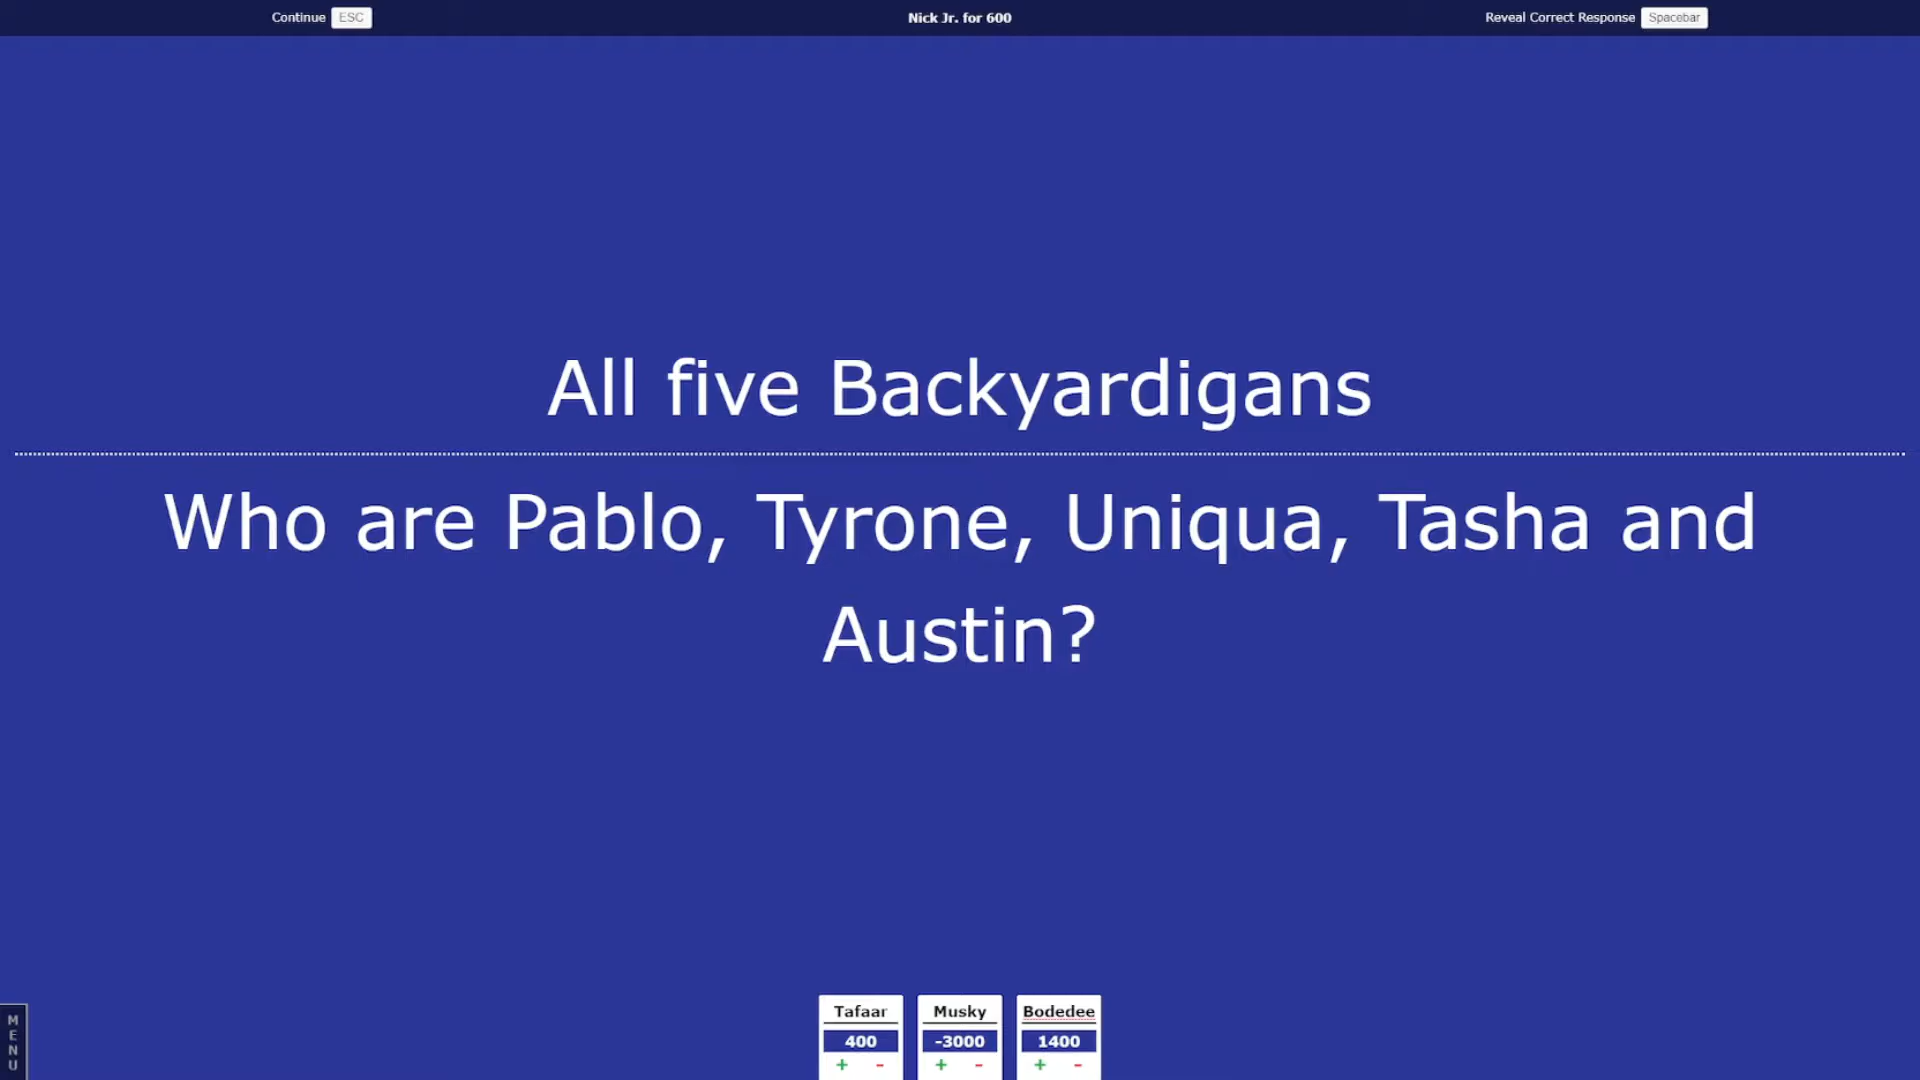 Continue ESC
Nick Jr. for 600
Reveal Correct Response Spacebar
All five Backyardigans
Who are Pablo, Tyrone, Uniqua, Tasha and
Austin?
MENU
Tafaar Musky Bodedee
400 -3000 1400
+ - + - + -